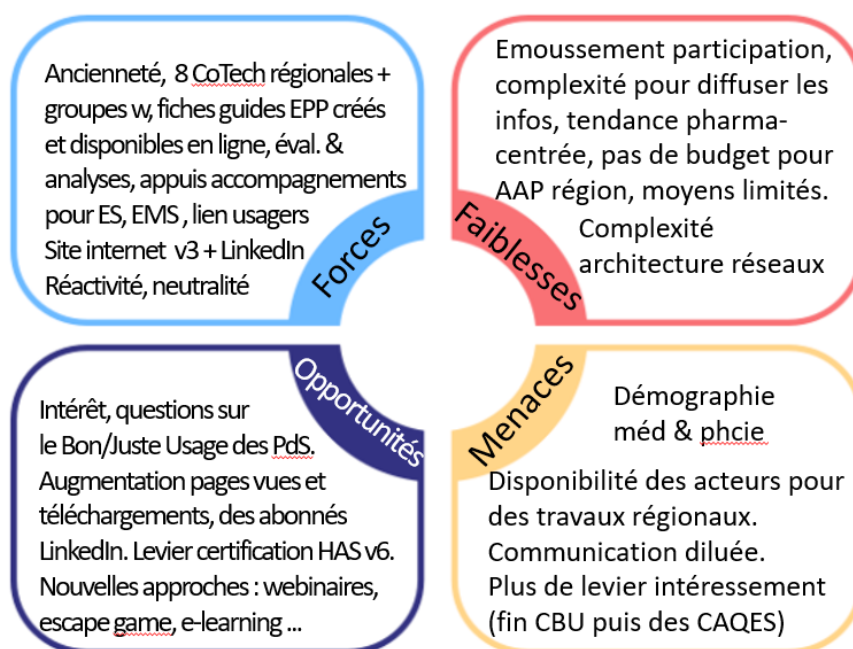 Ancienneté, 8 CoTech régionales +
groupes w, fiches guides EPP créés
et disponibles en ligne, éval. &
analyses, appuis accompagnements
pour ES, EMS , lien usagers
Site internet v3 + LinkedIn
Réactivité, neutralité
Forces
Emoussement participation,
complexité pour diffuser les
infos, tendance pharma-
centrée, pas de budget pour
AAP région, moyens limités.
Complexité
architecture réseaux
Faiblesses
Opportunités
Intérêt, questions sur
le Bon/Juste Usage des PdS.
Augmentation pages vues et
téléchargements, des abonnés
LinkedIn. Levier certification HAS v6.
Nouvelles approches : webinaires,
escape game, e-learning ...
Menaces
Démographie
méd & phcie
Disponibilité des acteurs pour
des travaux régionaux.
Communication diluée.
Plus de levier intéressement
(fin CBU puis des CAQES)